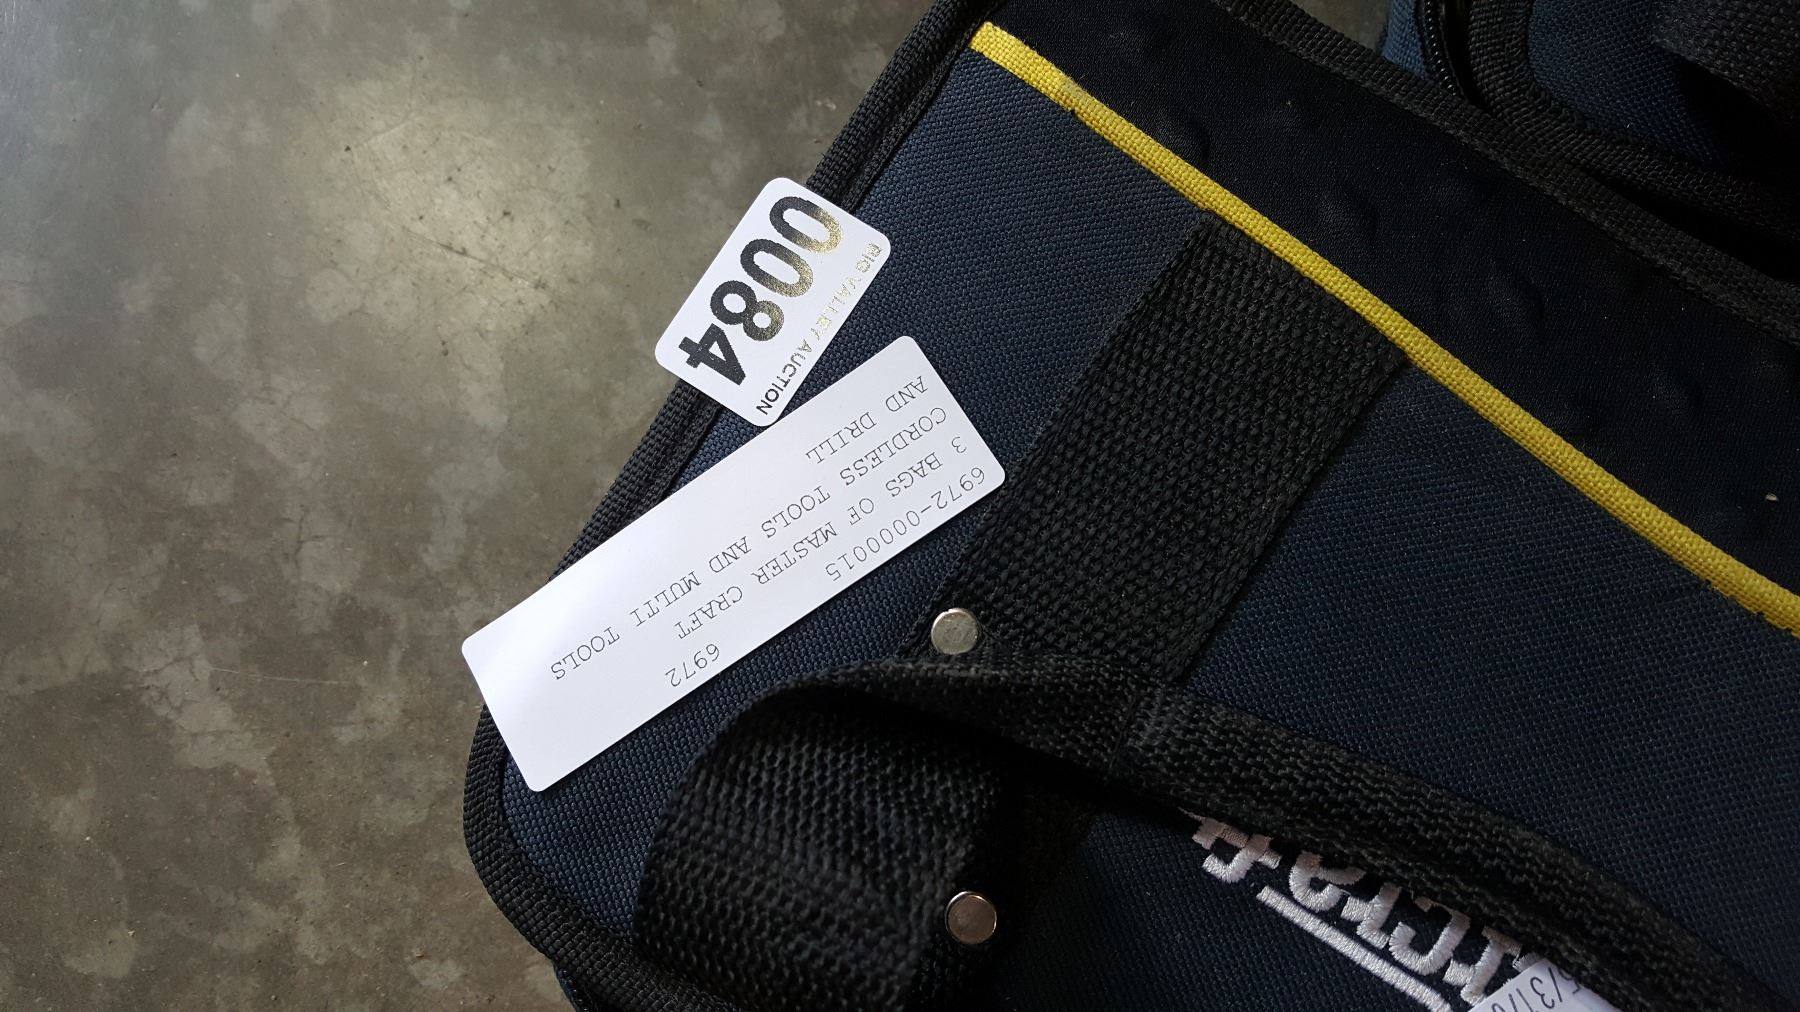 0084
BIG VALLEY AUCTION
6972-0000015 6972
3 BAGS OF MASTER CRAFT
CORDLESS TOOLS AND MULTI TOOLS
AND DRILL